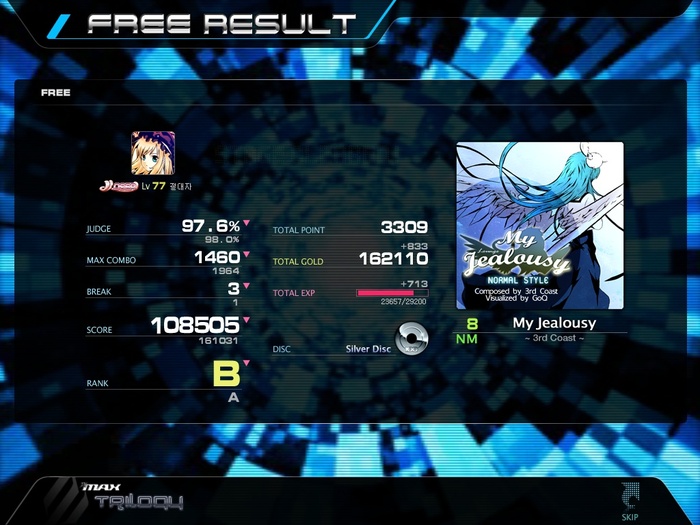 FREE RESULT
FREE
Lv 77 절대자
JUDGE 97.6%
98.0%
MAX COMBO 1460
1964
BREAK 3
1
SCORE 108505
161031
RANK B
A
TOTAL POINT 3309
+833
TOTAL GOLD 162110
+713
TOTAL EXP
23657/29200
DISC Silver Disc
My
Jealousy
NORMAL STYLE
Composed by 3rd Coast
Visualized by GoQ
8
NM
My Jealousy
~ 3rd Coast ~
MAX
TRILOGY
SKIP